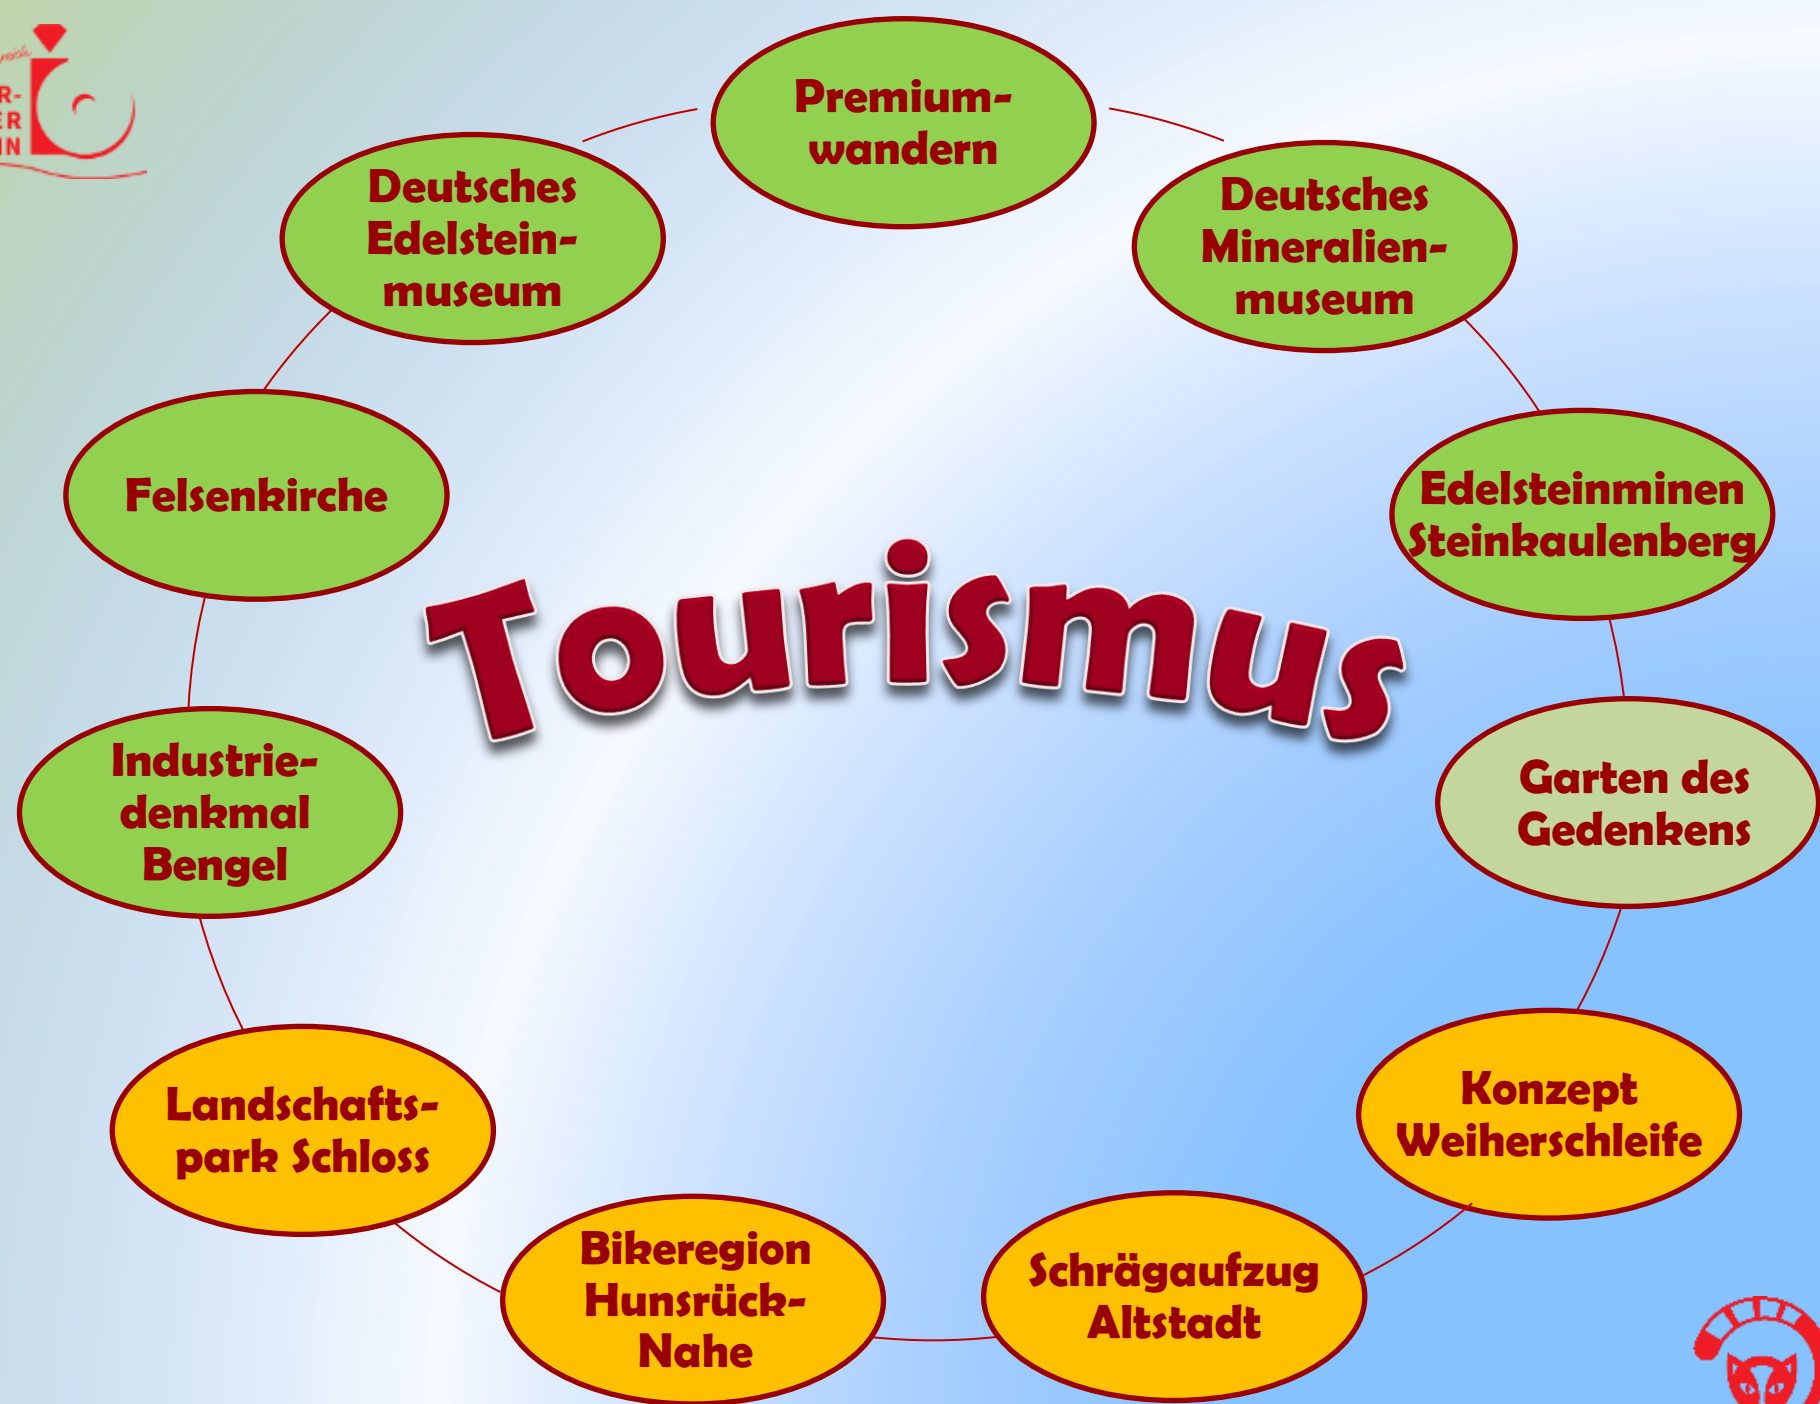 Premium-
wandern
Deutsches
Mineralien-
museum
Edelsteinminen
Steinkaulenberg
Garten des
Gedenkens
Konzept
Weiherschleife
Schrägaufzug
Altstadt
Bikeregion
Hunsrück-
Nahe
Landschafts-
park Schloss
Industrie-
denkmal
Bengel
Felsenkirche
Deutsches
Edelstein-
museum
Tourismus